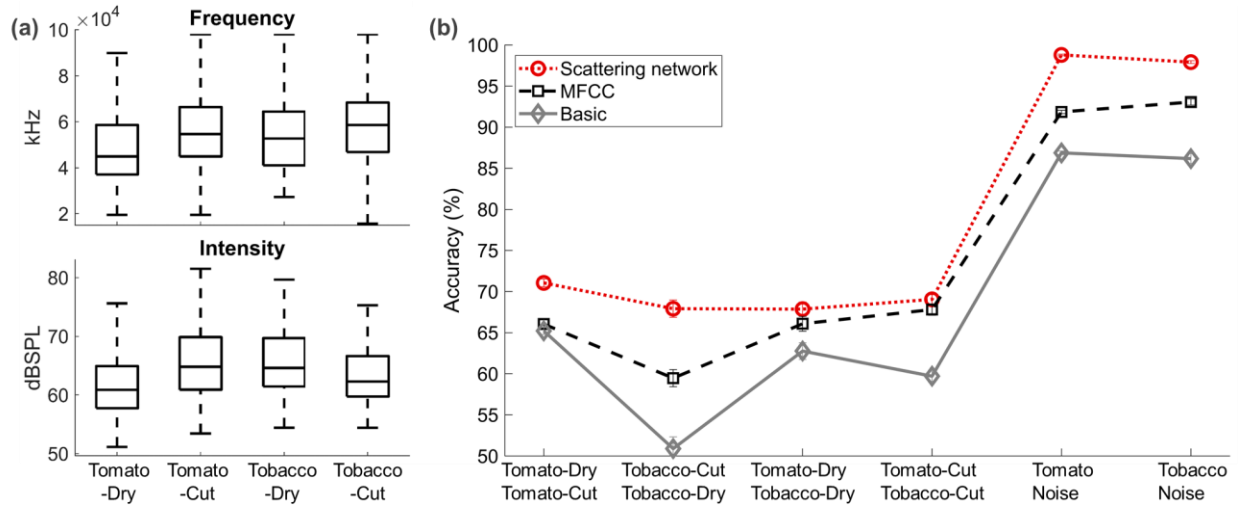 (a)
×10⁴
Frequency
10
8
6
4
2
kHz
Intensity
80
70
60
50
dBSPL
Tomato Tomato Tobacco Tobacco
-Dry -Cut -Dry -Cut
(b)
100
95
90
85
80
75
70
65
60
55
50
Accuracy (%)
Scattering network
MFCC
Basic
Tomato-Dry Tobacco-Cut Tomato-Dry Tomato-Cut Tomato Tobacco
Tomato-Cut Tobacco-Dry Tobacco-Dry Tobacco-Cut Noise Noise